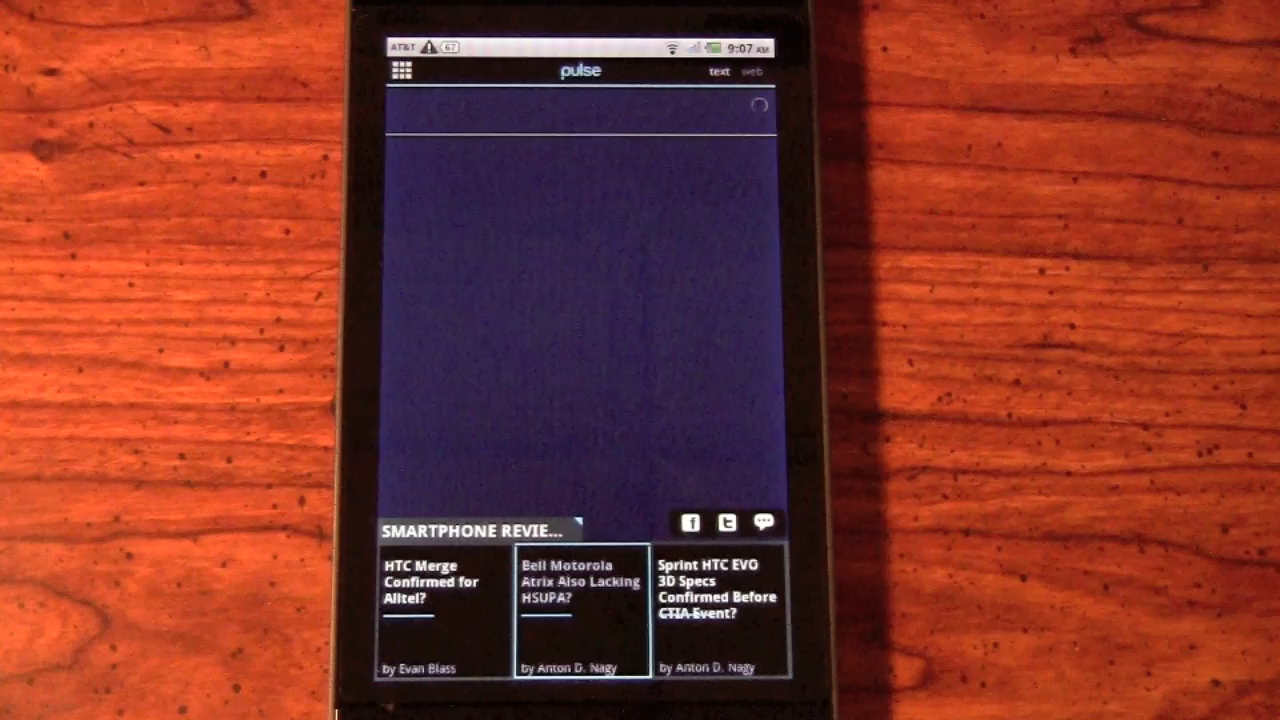 AT&T 67 9:07 AM
pulse text web
SMARTPHONE REVIE...
HTC Merge
Confirmed for
Alltel?
by Evan Blass
Bell Motorola
Atrix Also Lacking
HSUPA?
by Anton D. Nagy
Sprint HTC EVO
3D Specs
Confirmed Before
CTIA Event?
by Anton D. Nagy